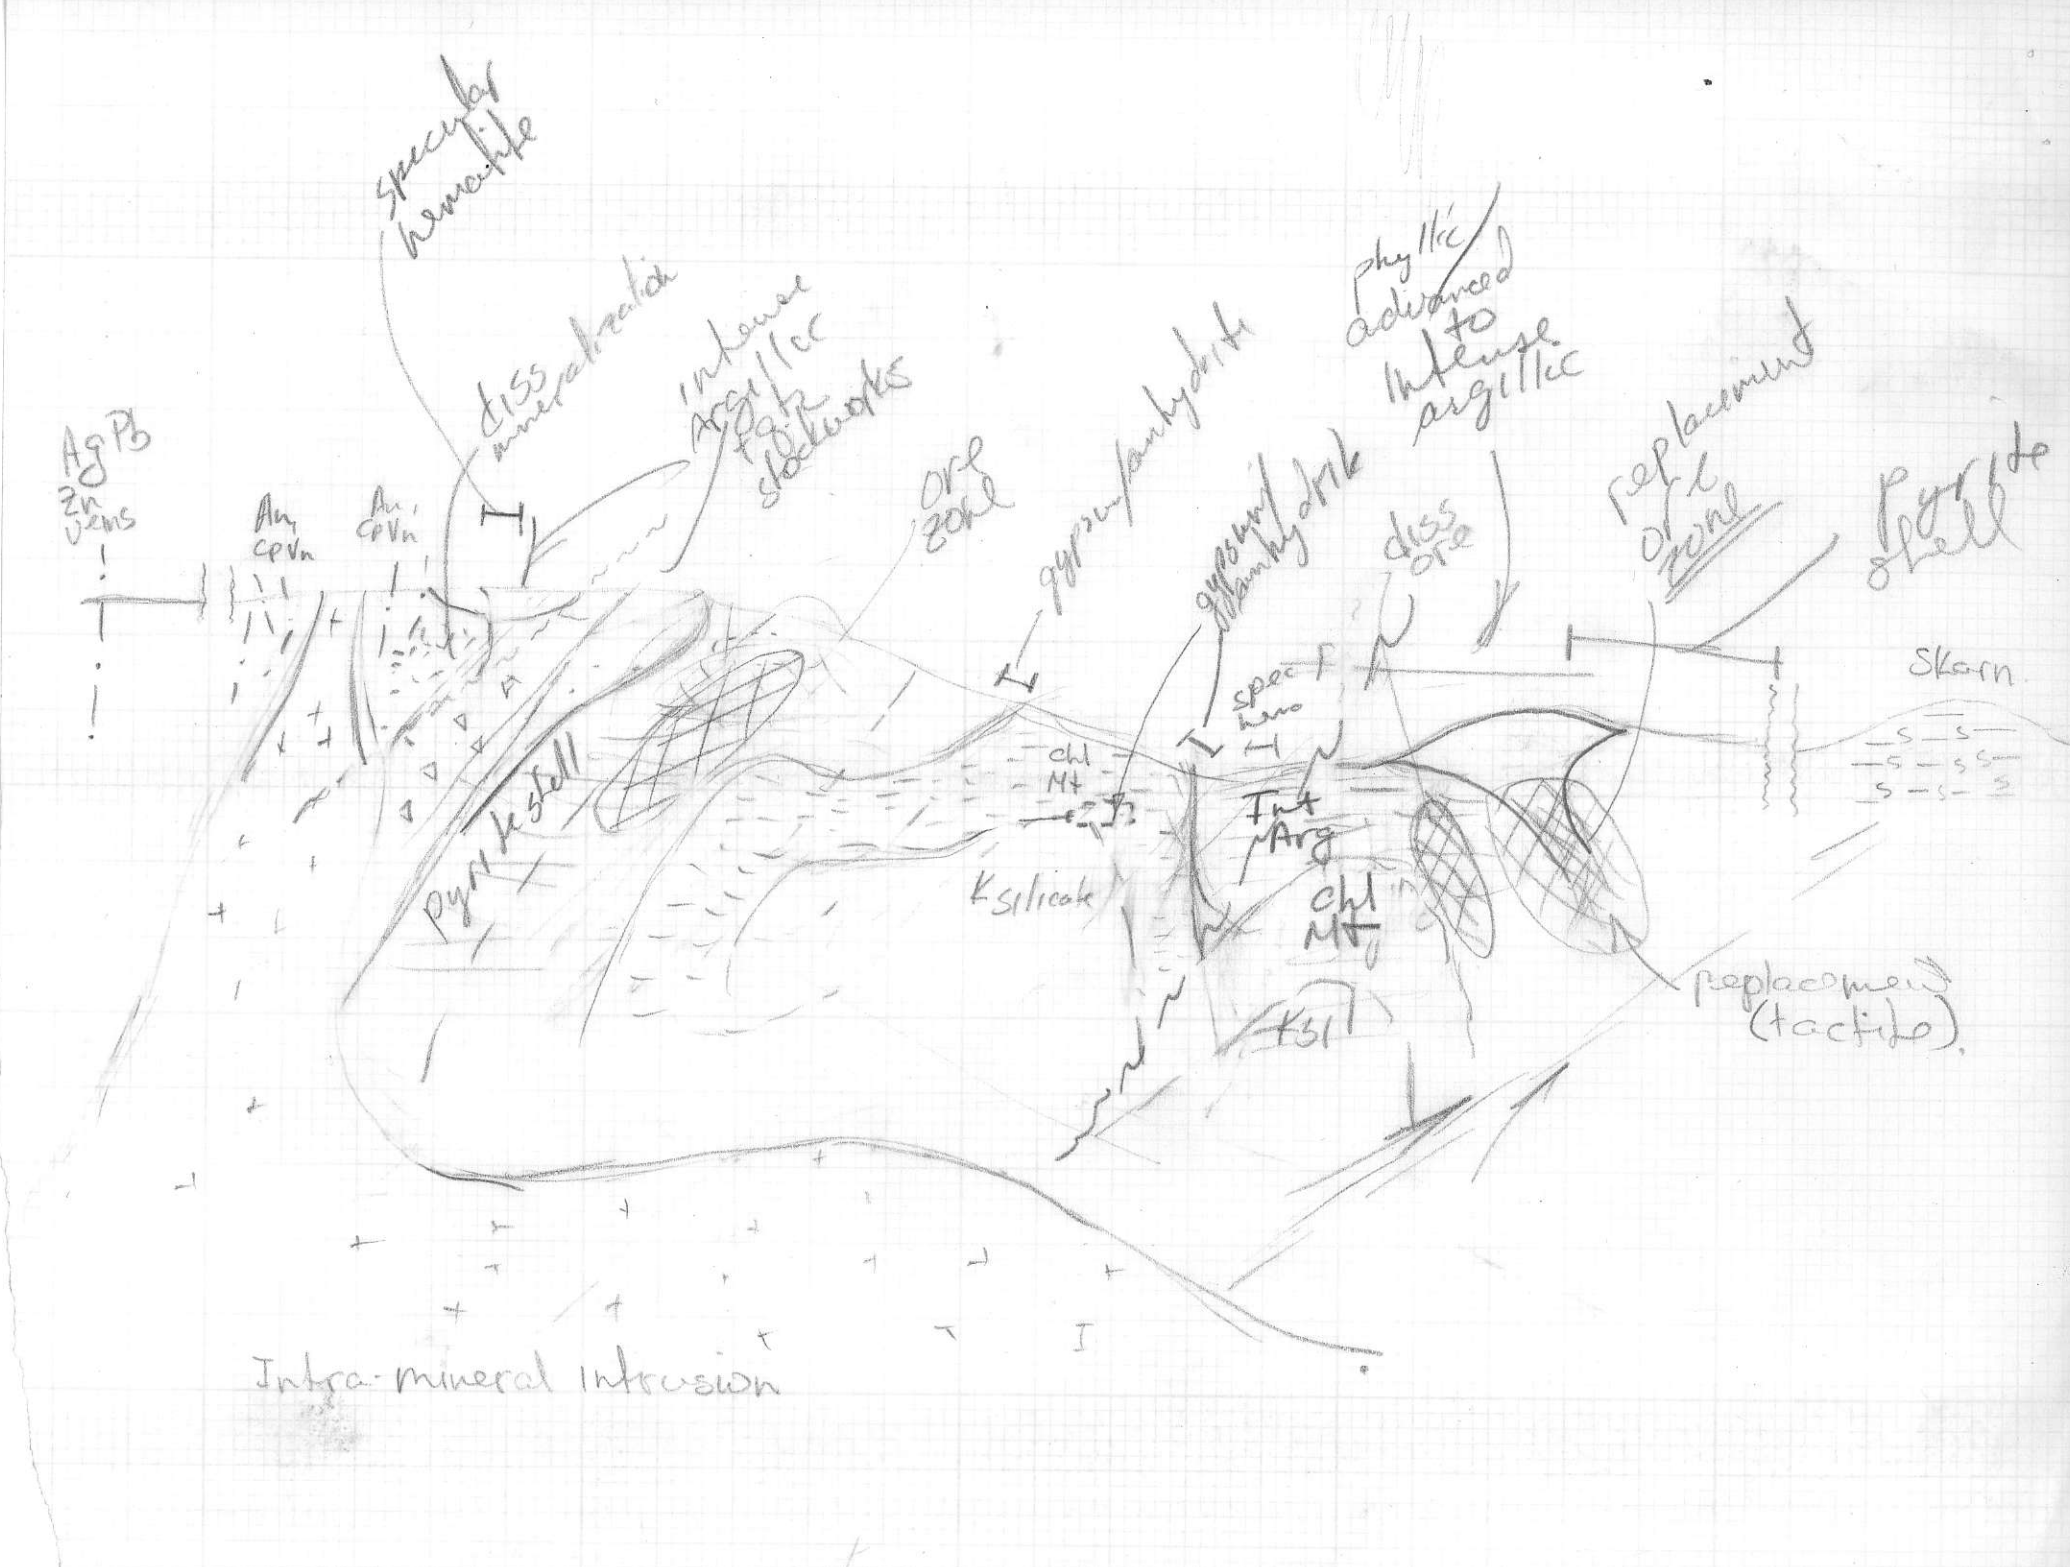 specular
hematite
diss
mineralization
intense
Argillic
+ qtz
stockworks
Ag Pb
Zn
veins
Au,
cpvn
Au,
cpvn
ore
zone
gypsum/anhydrite
gypsum/
anhydrite
phyllic
advanced
to
intense
argillic
diss
ore
replacement
ore
zone
pyrite
shell
skarn
spec
hem
chl
Mt
Int
Arg
chl
Mt
pyrite shell
K silicate
Ksi
replacement
(tactite).
Intra-mineral intrusion